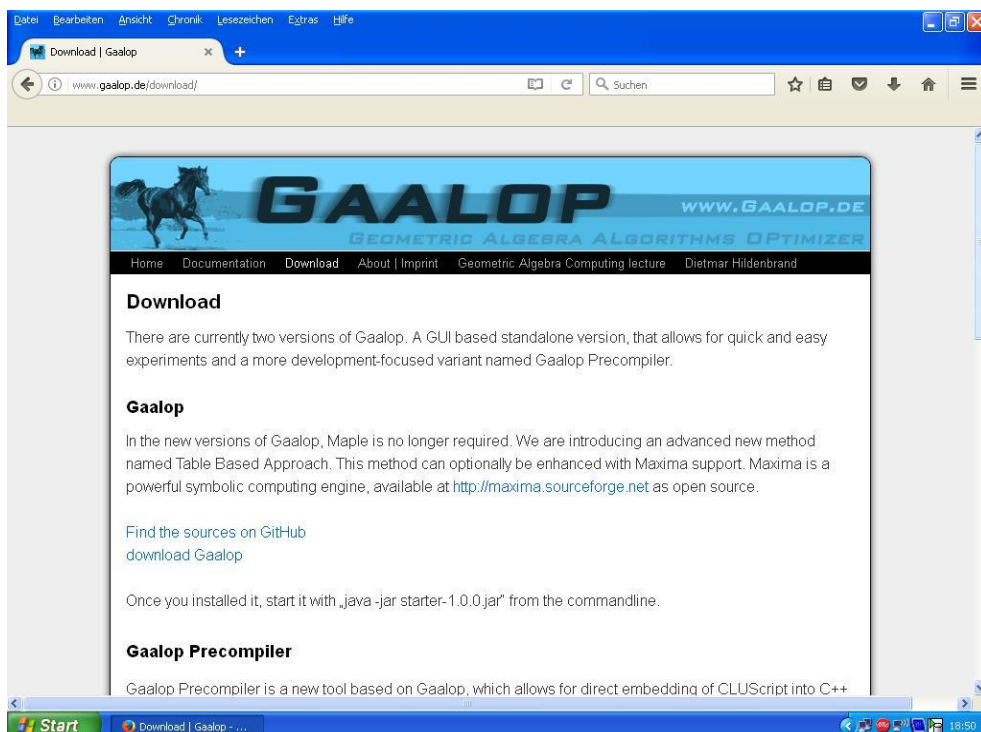 Datei Bearbeiten Ansicht Chronik Lesezeichen Extras Hilfe
Download | Gaalop
www.gaalop.de/download/
Suchen
GAALOP
WWW.GAALOP.DE
GEOMETRIC ALGEBRA ALGORITHMS OPTIMIZER
Home Documentation Download About | Imprint Geometric Algebra Computing lecture Dietmar Hildenbrand
Download
There are currently two versions of Gaalop. A GUI based standalone version, that allows for quick and easy
experiments and a more development-focused variant named Gaalop Precompiler.
Gaalop
In the new versions of Gaalop, Maple is no longer required. We are introducing an advanced new method
named Table Based Approach. This method can optionally be enhanced with Maxima support. Maxima is a
powerful symbolic computing engine, available at http://maxima.sourceforge.net as open source.
Find the sources on GitHub
download Gaalop
Once you installed it, start it with „java -jar starter-1.0.0.jar" from the commandline.
Gaalop Precompiler
Gaalop Precompiler is a new tool based on Gaalop, which allows for direct embedding of CLUScript into C++
Start
Download | Gaalop - ...
18:50